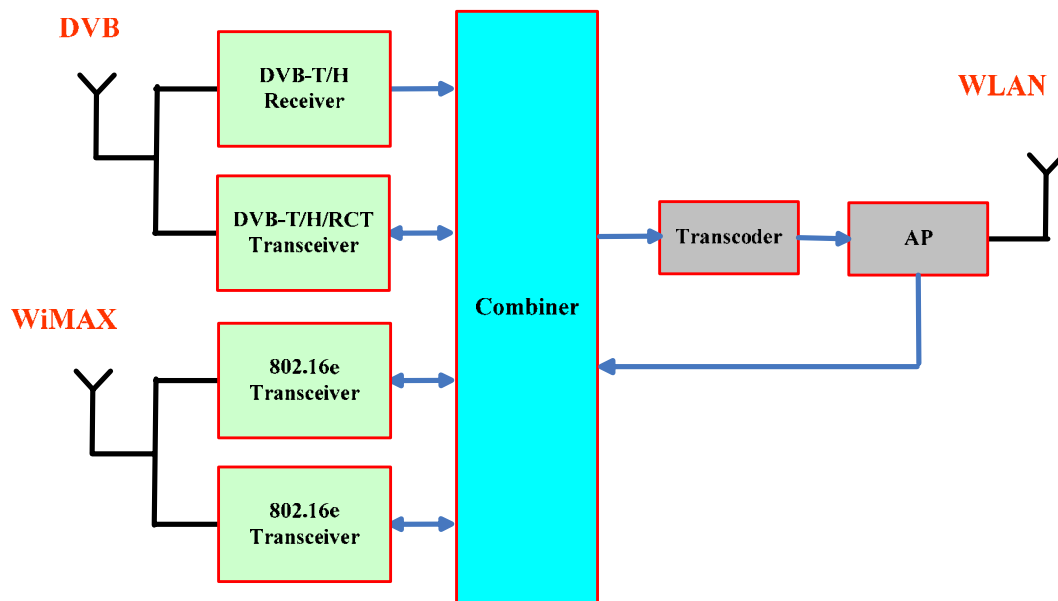 DVB
DVB-T/H
Receiver
DVB-T/H/RCT
Transceiver
WiMAX
802.16e
Transceiver
802.16e
Transceiver
Combiner
Transcoder
AP
WLAN